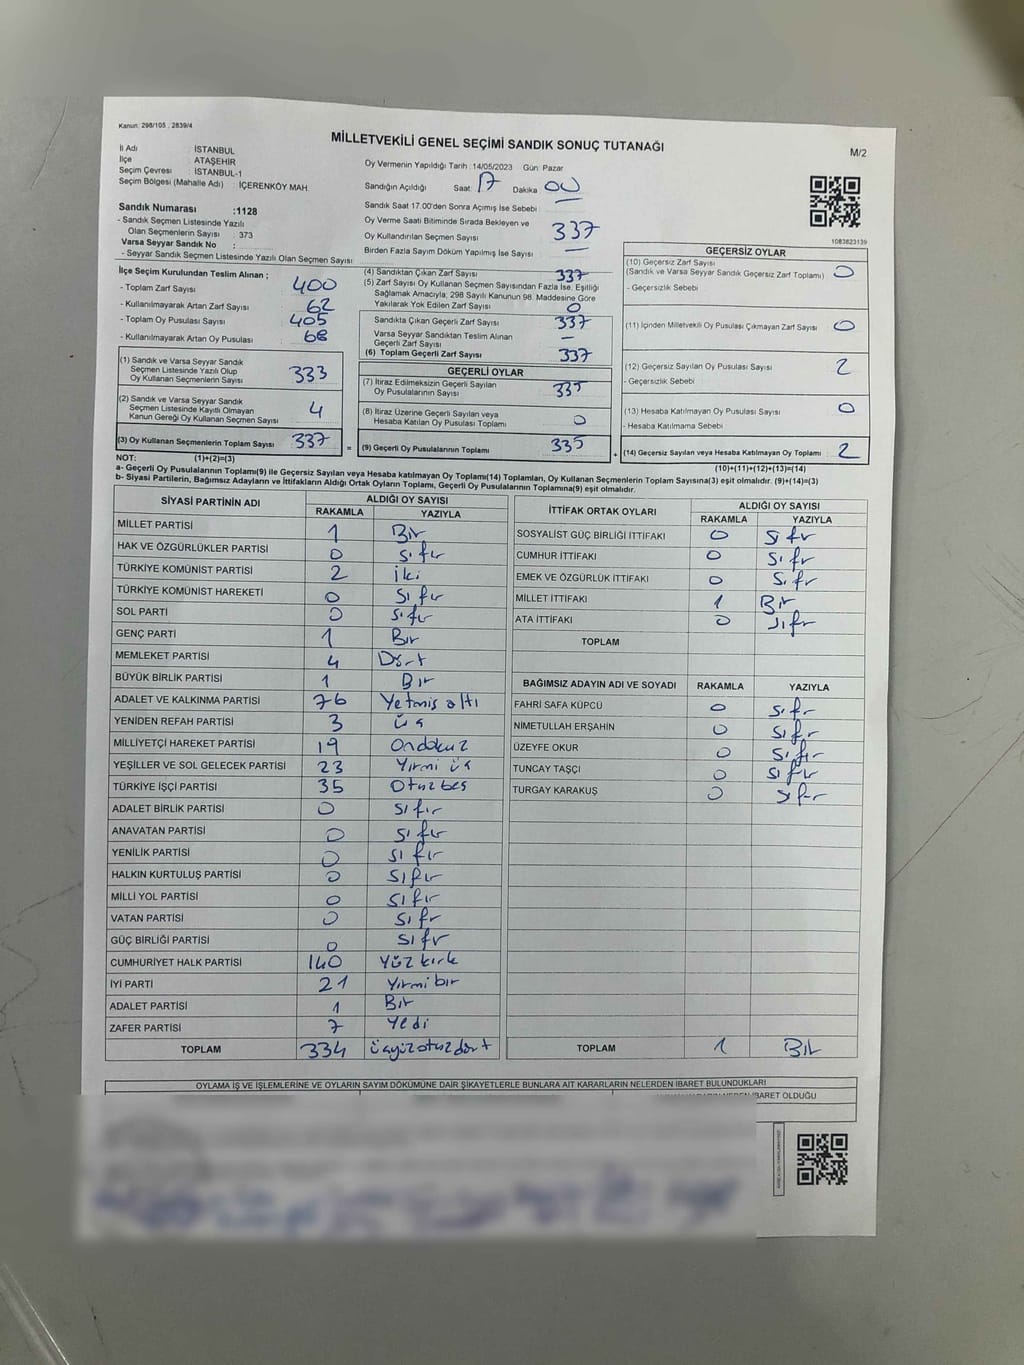 Kanun: 298/105 , 2839/4
MİLLETVEKİLİ GENEL SEÇİMİ SANDIK SONUÇ TUTANAĞI
M/2
İl Adı : İSTANBUL
İlçe : ATAŞEHİR
Seçim Çevresi : İSTANBUL-1
Seçim Bölgesi (Mahalle Adı) : İÇERENKÖY MAH.
Oy Vermenin Yapıldığı Tarih :14/05/2023 Gün: Pazar
Sandığın Açıldığı Saat: 17 Dakika 00
Sandık Saat 17.00'den Sonra Açımış İse Sebebi :
Oy Verme Saati Bitiminde Sırada Bekleyen ve
Oy Kullandırılan Seçmen Sayısı 337
Birden Fazla Sayım Döküm Yapılmış İse Sayısı : —
1083823139
Sandık Numarası :1128
- Sandık Seçmen Listesinde Yazılı
Olan Seçmenlerin Sayısı : 373
Varsa Seyyar Sandık No :
- Seyyar Sandık Seçmen Listesinde Yazılı Olan Seçmen Sayısı
İlçe Seçim Kurulundan Teslim Alınan ;
- Toplam Zarf Sayısı : 400
- Kullanılmayarak Artan Zarf Sayısı : 62
- Toplam Oy Pusulası Sayısı : 405
- Kullanılmayarak Artan Oy Pusulası : 68
(1) Sandık ve Varsa Seyyar Sandık
Seçmen Listesinde Yazılı Olup
Oy Kullanan Seçmenlerin Sayısı 333
(2) Sandık ve Varsa Seyyar Sandık
Seçmen Listesinde Kayıtlı Olmayan
Kanun Gereği Oy Kullanan Seçmen Sayısı 4
(3) Oy Kullanan Seçmenlerin Toplam Sayısı 337
(4) Sandıktan Çıkan Zarf Sayısı 337
(5) Zarf Sayısı Oy Kullanan Seçmen Sayısından Fazla İse, Eşitliği
Sağlamak Amacıyla, 298 Sayılı Kanunun 98. Maddesine Göre
Yakılarak Yok Edilen Zarf Sayısı 0
Sandıkta Çıkan Geçerli Zarf Sayısı 337
Varsa Seyyar Sandıktan Teslim Alınan
Geçerli Zarf Sayısı —
(6) Toplam Geçerli Zarf Sayısı 337
GEÇERLİ OYLAR
(7) İtiraz Edilmeksizin Geçerli Sayılan
Oy Pusulalarının Sayısı 335
(8) İtiraz Üzerine Geçerli Sayılan veya
Hesaba Katılan Oy Pusulası Toplamı 0
= (9) Geçerli Oy Pusulalarının Toplamı 335
GEÇERSİZ OYLAR
(10) Geçersiz Zarf Sayısı
(Sandık ve Varsa Seyyar Sandık Geçersiz Zarf Toplamı) 0
- Geçersizlik Sebebi
(11) İçinden Milletvekili Oy Pusulası Çıkmayan Zarf Sayısı 0
(12) Geçersiz Sayılan Oy Pusulası Sayısı 2
- Geçersizlik Sebebi
(13) Hesaba Katılmayan Oy Pusulası Sayısı 0
- Hesaba Katılmama Sebebi
+ (14) Geçersiz Sayılan veya Hesaba Katılmayan Oy Toplamı 2
NOT: (1)+(2)=(3)
(10)+(11)+(12)+(13)=(14)
a- Geçerli Oy Pusulalarının Toplamı(9) ile Geçersiz Sayılan veya Hesaba katılmayan Oy Toplamı(14) Toplamları, Oy Kullanan Seçmenlerin Toplam Sayısına(3) eşit olmalıdır. (9)+(14)=(3)
b- Siyasi Partilerin, Bağımsız Adayların ve İttifakların Aldığı Ortak Oyların Toplamı, Geçerli Oy Pusulalarının Toplamına(9) eşit olmalıdır.
SİYASİ PARTİNİN ADI ALDIĞI OY SAYISI
RAKAMLA YAZIYLA
MİLLET PARTİSİ 1 Bir
HAK VE ÖZGÜRLÜKLER PARTİSİ 0 sıfır
TÜRKİYE KOMÜNİST PARTİSİ 2 iki
TÜRKİYE KOMÜNİST HAREKETİ 0 sıfır
SOL PARTİ 0 sıfır
GENÇ PARTİ 1 Bir
MEMLEKET PARTİSİ 4 Dört
BÜYÜK BİRLİK PARTİSİ 1 Bir
ADALET VE KALKINMA PARTİSİ 76 Yetmiş altı
YENİDEN REFAH PARTİSİ 3 üç
MİLLİYETÇİ HAREKET PARTİSİ 19 Ondokuz
YEŞİLLER VE SOL GELECEK PARTİSİ 23 Yirmi üç
TÜRKİYE İŞÇİ PARTİSİ 35 Otuz beş
ADALET BİRLİK PARTİSİ 0 sıfır
ANAVATAN PARTİSİ 0 sıfır
YENİLİK PARTİSİ 0 sıfır
HALKIN KURTULUŞ PARTİSİ 0 sıfır
MİLLİ YOL PARTİSİ 0 sıfır
VATAN PARTİSİ 0 sıfır
GÜÇ BİRLİĞİ PARTİSİ 0 sıfır
CUMHURİYET HALK PARTİSİ 140 Yüz kırk
İYİ PARTİ 21 Yirmi bir
ADALET PARTİSİ 1 Bir
ZAFER PARTİSİ 7 Yedi
TOPLAM 334 üçyüzotuzdört
İTTİFAK ORTAK OYLARI ALDIĞI OY SAYISI
RAKAMLA YAZIYLA
SOSYALİST GÜÇ BİRLİĞİ İTTİFAKI 0 sıfır
CUMHUR İTTİFAKI 0 sıfır
EMEK VE ÖZGÜRLÜK İTTİFAKI 0 sıfır
MİLLET İTTİFAKI 1 Bir
ATA İTTİFAKI 0 sıfır
TOPLAM
BAĞIMSIZ ADAYIN ADI VE SOYADI RAKAMLA YAZIYLA
FAHRİ SAFA KÜPCÜ 0 sıfır
NİMETULLAH ERŞAHİN 0 sıfır
ÜZEYFE OKUR 0 sıfır
TUNCAY TAŞÇI 0 sıfır
TURGAY KARAKUŞ 0 sıfır
TOPLAM 1 Bir
OYLAMA İŞ VE İŞLEMLERİNE VE OYLARIN SAYIM DÖKÜMÜNE DAİR ŞİKAYETLERLE BUNLARA AİT KARARLARIN NELERDEN İBARET BULUNDUKLARI
İBARET OLDUĞU